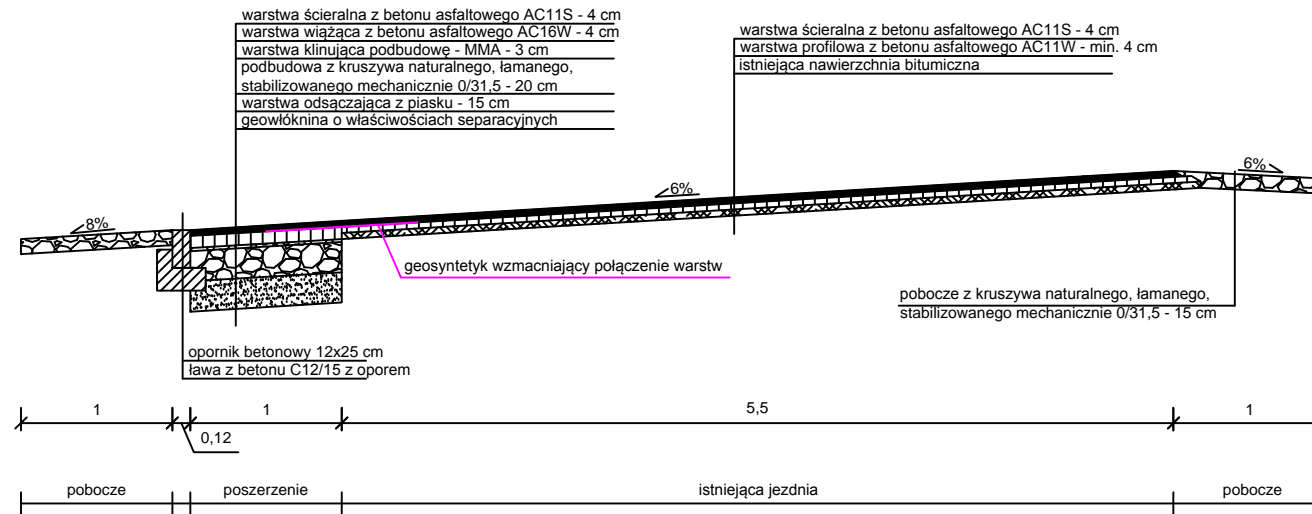 warstwa ścieralna z betonu asfaltowego AC11S - 4 cm
warstwa wiążąca z betonu asfaltowego AC16W - 4 cm
warstwa klinująca podbudowę - MMA - 3 cm
podbudowa z kruszywa naturalnego, łamanego,
stabilizowanego mechanicznie 0/31,5 - 20 cm
warstwa odsączająca z piasku - 15 cm
geowłóknina o właściwościach separacyjnych
warstwa ścieralna z betonu asfaltowego AC11S - 4 cm
warstwa profilowa z betonu asfaltowego AC11W - min. 4 cm
istniejąca nawierzchnia bitumiczna
8%
6%
6%
geosyntetyk wzmacniający połączenie warstw
pobocze z kruszywa naturalnego, łamanego,
stabilizowanego mechanicznie 0/31,5 - 15 cm
opornik betonowy 12x25 cm
ława z betonu C12/15 z oporem
1
1
5,5
1
0,12
pobocze
poszerzenie
istniejąca jezdnia
pobocze